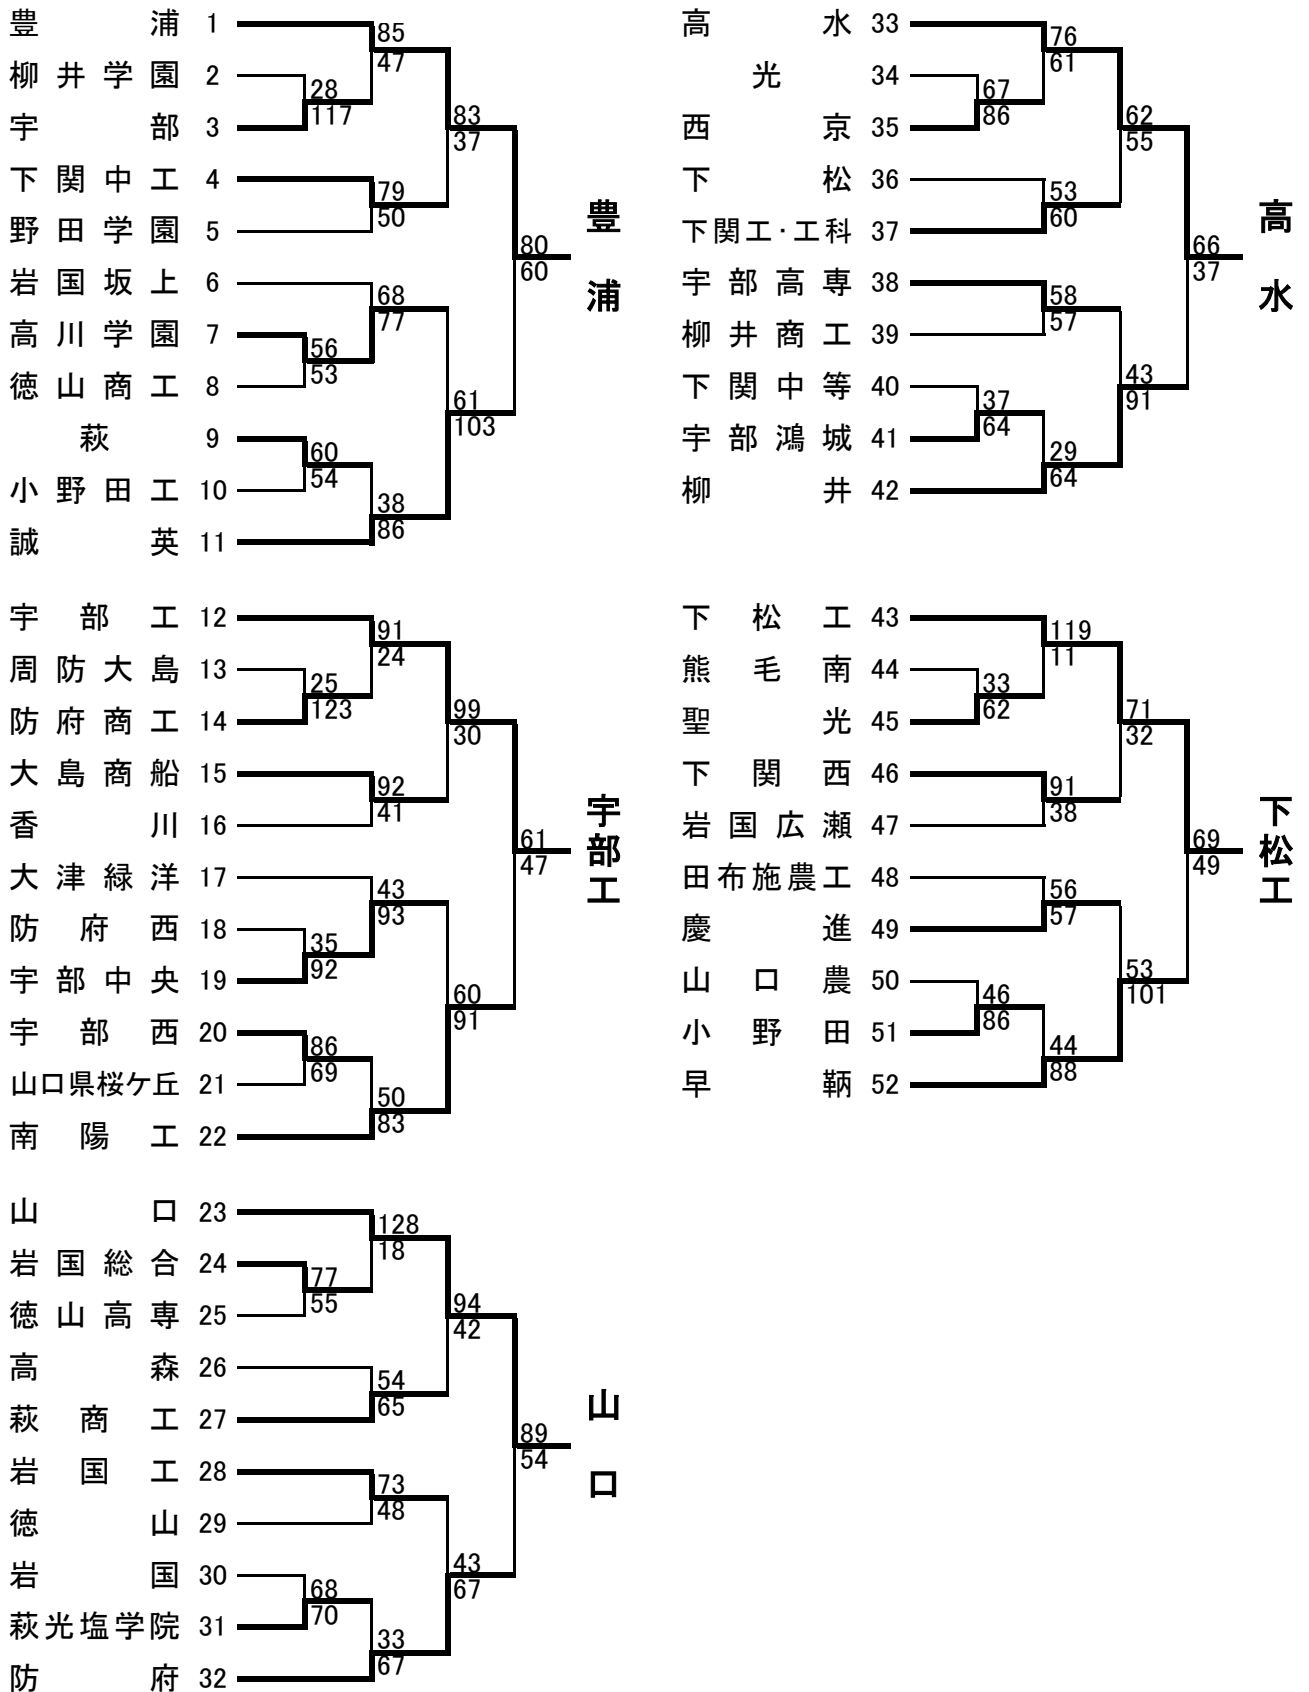 豊浦 1
85
47
柳井学園 2
28
117
宇部 3
83
37
下関中工 4
79
50
野田学園 5
80
60
豊浦
岩国坂上 6
68
77
高川学園 7
56
53
徳山商工 8
61
103
萩 9
60
54
小野田工 10
38
86
誠英 11
宇部工 12
91
24
周防大島 13
25
123
防府商工 14
99
30
大島商船 15
92
41
香川 16
61
47
宇部工
大津緑洋 17
43
93
防府西 18
35
92
宇部中央 19
60
91
宇部西 20
86
69
山口県桜ケ丘 21
50
83
南陽工 22
山口 23
128
18
岩国総合 24
77
55
徳山高専 25
94
42
高森 26
54
65
萩商工 27
89
54
山口
岩国工 28
73
48
徳山 29
43
67
岩国 30
68
70
萩光塩学院 31
33
67
防府 32
高水 33
76
61
光 34
67
86
西京 35
62
55
下松 36
53
60
下関工・工科 37
66
37
高水
宇部高専 38
58
57
柳井商工 39
43
91
下関中等 40
37
64
宇部鴻城 41
29
64
柳井 42
下松工 43
119
11
熊毛南 44
33
62
聖光 45
71
32
下関西 46
91
38
岩国広瀬 47
69
49
下松工
田布施農工 48
56
57
慶進 49
53
101
山口農 50
46
86
小野田 51
44
88
早鞆 52